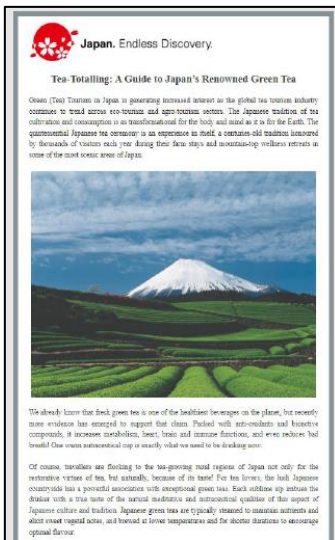 Japan. Endless Discovery.
Tea-Totalling: A Guide to Japan's Renowned Green Tea
Green (Tea) Tourism in Japan is generating increased interest as the global tea tourism industry
continues to trend across eco-tourism and agro-tourism sectors. The Japanese tradition of tea
cultivation and consumption is as transformational for the body and mind as it is for the Earth. The
quintessential Japanese tea ceremony is an experience in itself, a centuries-old tradition honoured
by thousands of visitors each year during their farm stays and mountain-top wellness retreats in
some of the most scenic areas of Japan.
We already know that fresh green tea is one of the healthiest beverages on the planet, but recently
more evidence has emerged to support that claim. Packed with anti-oxidants and bioactive
compounds, it increases metabolism, heart, brain and immune functions, and even reduces bad
breath! One warm nutraceutical cup is exactly what we need to be drinking now.
Of course, travellers are flocking to the tea-growing rural regions of Japan not only for the
restorative virtues of tea, but naturally, because of its taste! For tea lovers, the lush Japanese
countryside has a powerful association with exceptional green teas. Each sublime sip imbues the
drinker with a true taste of the natural meditative and nutraceutical qualities of this aspect of
Japanese culture and tradition. Japanese green teas are typically steamed to maintain nutrients and
elicit sweet vegetal notes, and brewed at lower temperatures and for shorter durations to encourage
optimal flavour.